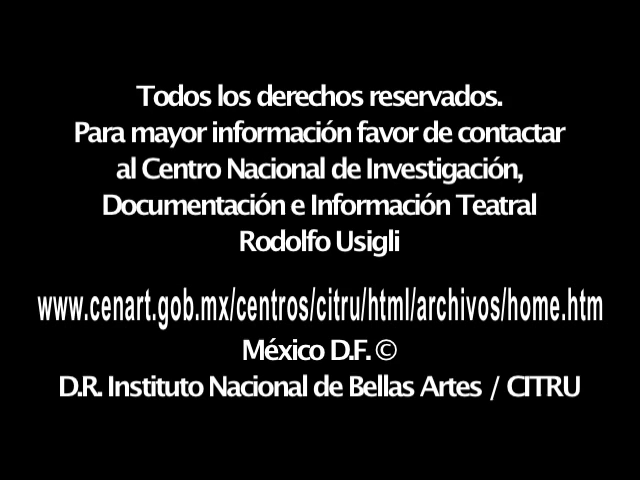 Todos los derechos reservados.
Para mayor información favor de contactar
al Centro Nacional de Investigación,
Documentación e Información Teatral
Rodolfo Usigli
www.cenart.gob.mx/centros/citru/html/archivos/home.htm
México D.F. ©
D.R. Instituto Nacional de Bellas Artes / CITRU